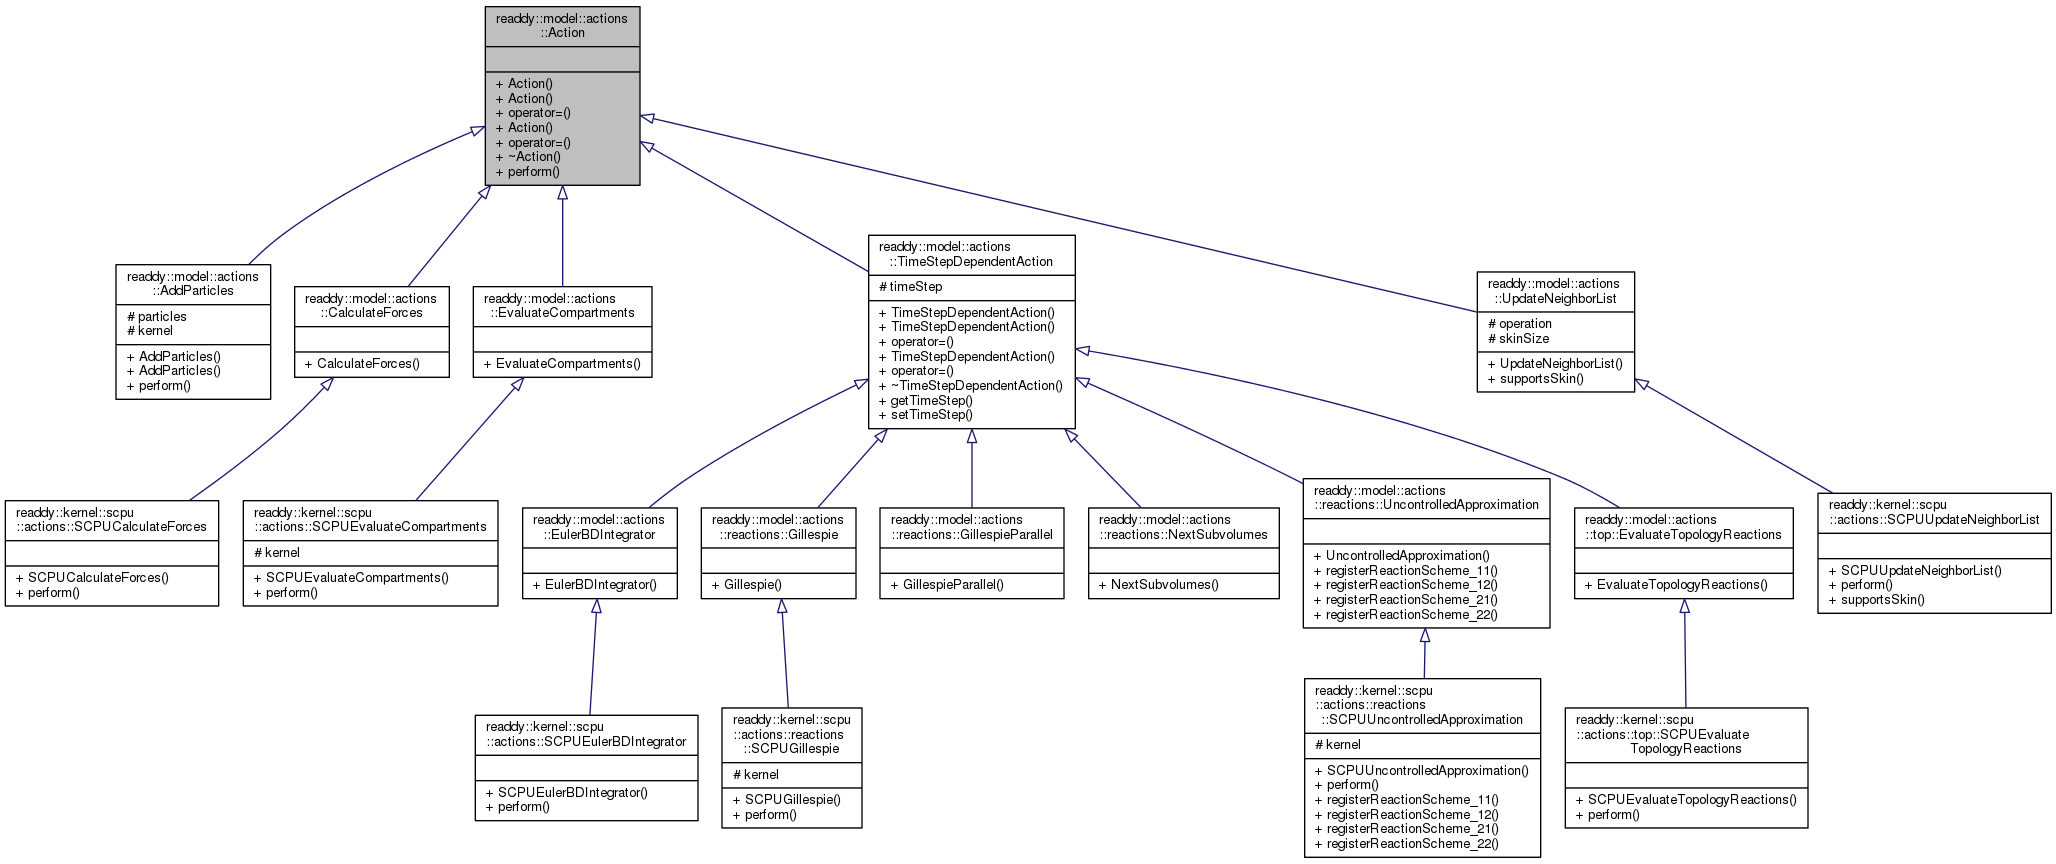 readdy::model::actions
::Action
+ Action()
+ Action()
+ operator=()
+ Action()
+ operator=()
+ ~Action()
+ perform()
readdy::model::actions
::AddParticles
# particles
# kernel
+ AddParticles()
+ AddParticles()
+ perform()
readdy::model::actions
::CalculateForces
+ CalculateForces()
readdy::model::actions
::EvaluateCompartments
+ EvaluateCompartments()
readdy::model::actions
::TimeStepDependentAction
# timeStep
+ TimeStepDependentAction()
+ TimeStepDependentAction()
+ operator=()
+ TimeStepDependentAction()
+ operator=()
+ ~TimeStepDependentAction()
+ getTimeStep()
+ setTimeStep()
readdy::model::actions
::UpdateNeighborList
# operation
# skinSize
+ UpdateNeighborList()
+ supportsSkin()
readdy::kernel::scpu
::actions::SCPUCalculateForces
+ SCPUCalculateForces()
+ perform()
readdy::kernel::scpu
::actions::SCPUEvaluateCompartments
# kernel
+ SCPUEvaluateCompartments()
+ perform()
readdy::model::actions
::EulerBDIntegrator
+ EulerBDIntegrator()
readdy::model::actions
::reactions::Gillespie
+ Gillespie()
readdy::model::actions
::reactions::GillespieParallel
+ GillespieParallel()
readdy::model::actions
::reactions::NextSubvolumes
+ NextSubvolumes()
readdy::model::actions
::reactions::UncontrolledApproximation
+ UncontrolledApproximation()
+ registerReactionScheme_11()
+ registerReactionScheme_12()
+ registerReactionScheme_21()
+ registerReactionScheme_22()
readdy::model::actions
::top::EvaluateTopologyReactions
+ EvaluateTopologyReactions()
readdy::kernel::scpu
::actions::SCPUUpdateNeighborList
+ SCPUUpdateNeighborList()
+ perform()
+ supportsSkin()
readdy::kernel::scpu
::actions::SCPUEulerBDIntegrator
+ SCPUEulerBDIntegrator()
+ perform()
readdy::kernel::scpu
::actions::reactions
::SCPUGillespie
# kernel
+ SCPUGillespie()
+ perform()
readdy::kernel::scpu
::actions::reactions
::SCPUUncontrolledApproximation
# kernel
+ SCPUUncontrolledApproximation()
+ perform()
+ registerReactionScheme_11()
+ registerReactionScheme_12()
+ registerReactionScheme_21()
+ registerReactionScheme_22()
readdy::kernel::scpu
::actions::top::SCPUEvaluate
TopologyReactions
+ SCPUEvaluateTopologyReactions()
+ perform()